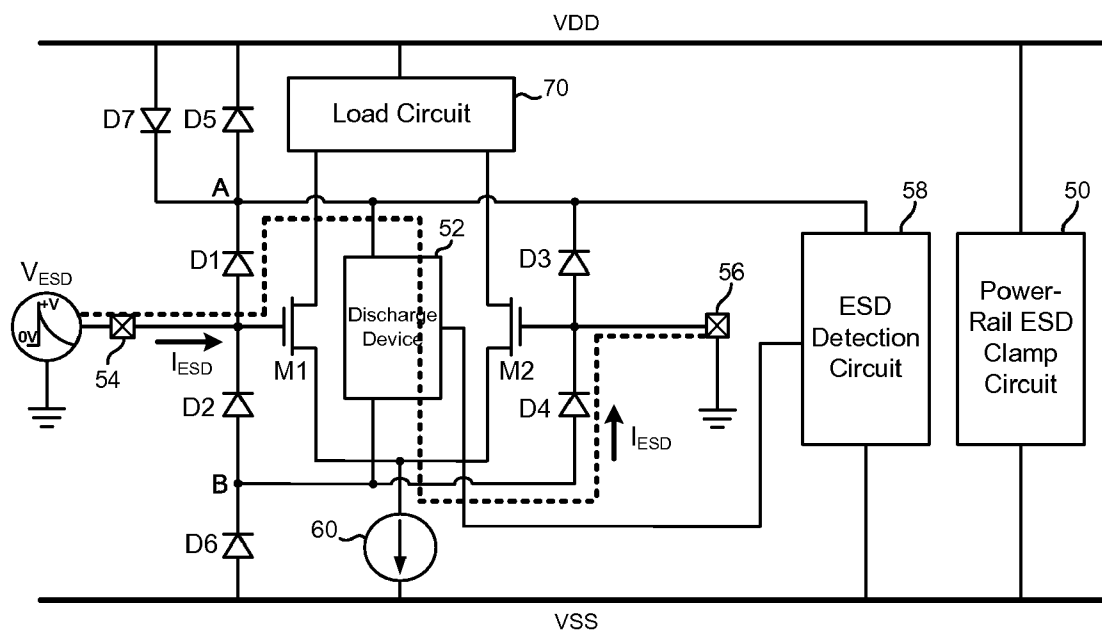 VDD
70
Load Circuit
D7
D5
A
58
50
52
D1
D3
VESD
56
+V
0V
Discharge
Device
ESD
Detection
Circuit
Power-
Rail ESD
Clamp
Circuit
54
IESD
M1
M2
D2
D4
IESD
B
60
D6
VSS